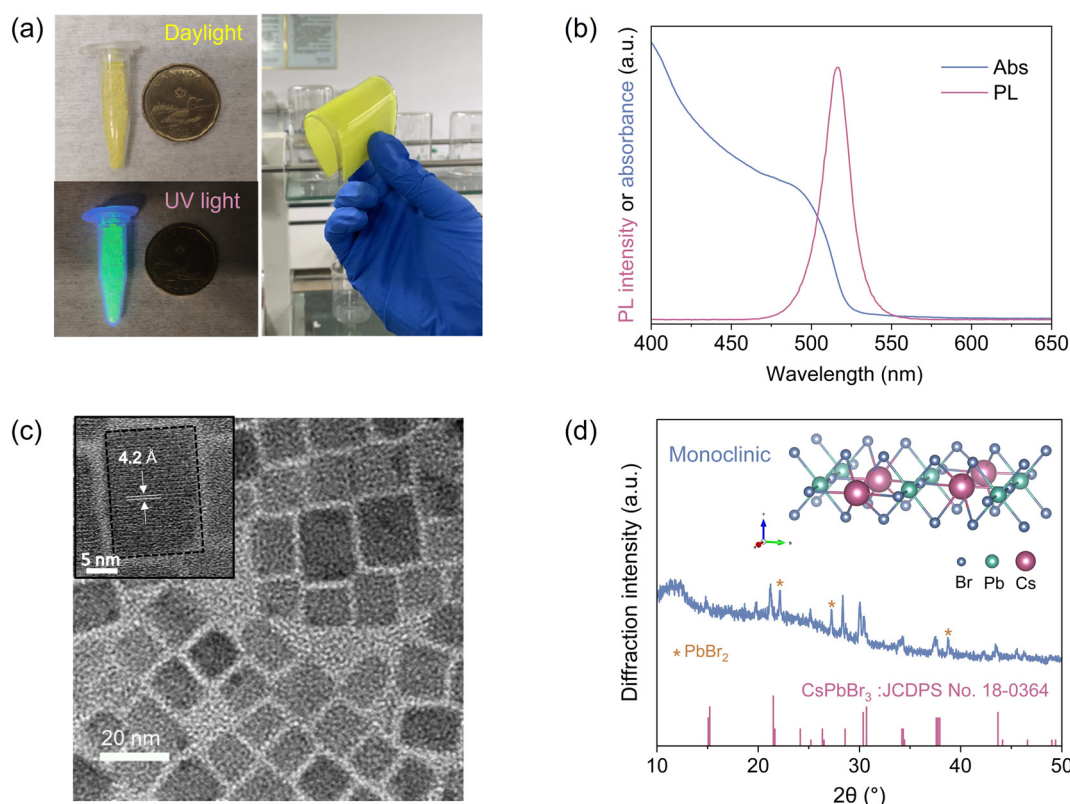 (a)
Daylight
UV light
(b)
PL intensity or absorbance (a.u.)
Abs
PL
400 450 500 550 600 650
Wavelength (nm)
(c)
4.2 Å
5 nm
20 nm
(d)
Diffraction intensity (a.u.)
Monoclinic
Br Pb Cs
* * *
* PbBr₂
CsPbBr₃ :JCDPS No. 18-0364
10 20 30 40 50
2θ (°)